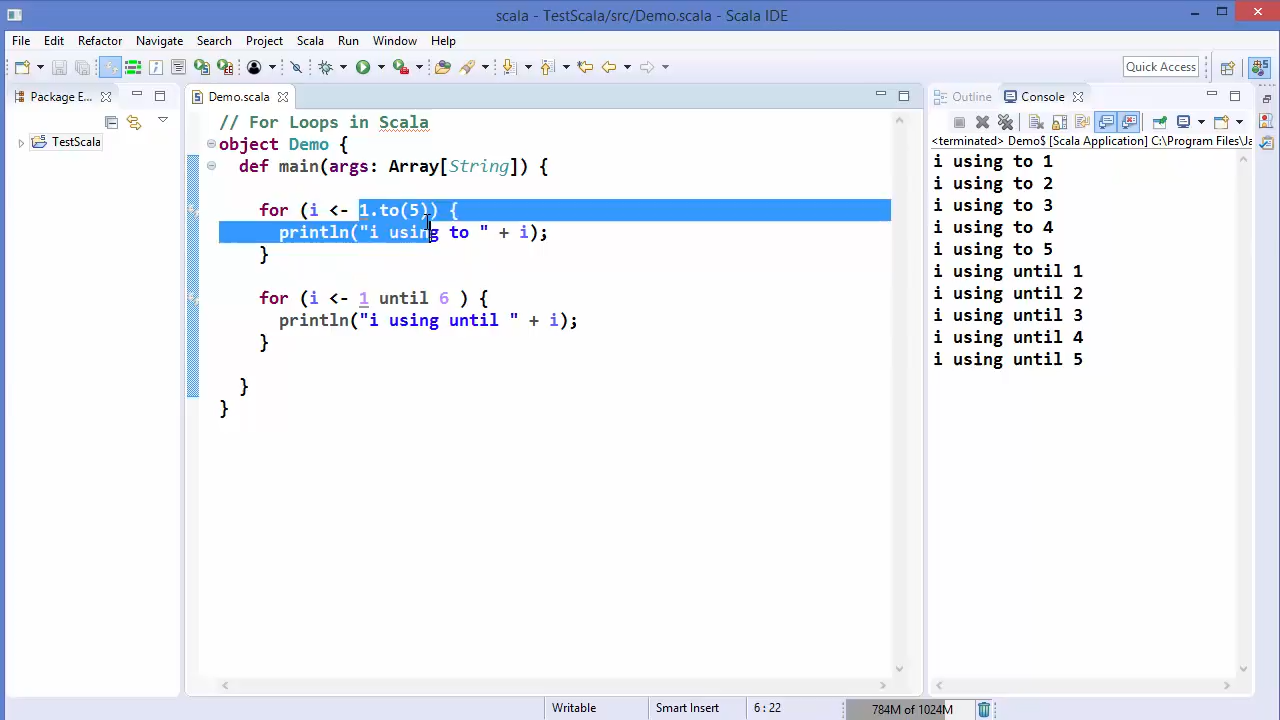 scala - TestScala/src/Demo.scala - Scala IDE
File Edit Refactor Navigate Search Project Scala Run Window Help
Quick Access
Package E...
Demo.scala
Outline Console
TestScala
<terminated> Demo$ [Scala Application] C:\Program Files\Ja
// For Loops in Scala
object Demo {
def main(args: Array[String]) {
for (i <- 1.to(5)) {
println("i using to " + i);
}
for (i <- 1 until 6 ) {
println("i using until " + i);
}
}
}
i using to 1
i using to 2
i using to 3
i using to 4
i using to 5
i using until 1
i using until 2
i using until 3
i using until 4
i using until 5
Writable Smart Insert 6 : 22 784M of 1024M